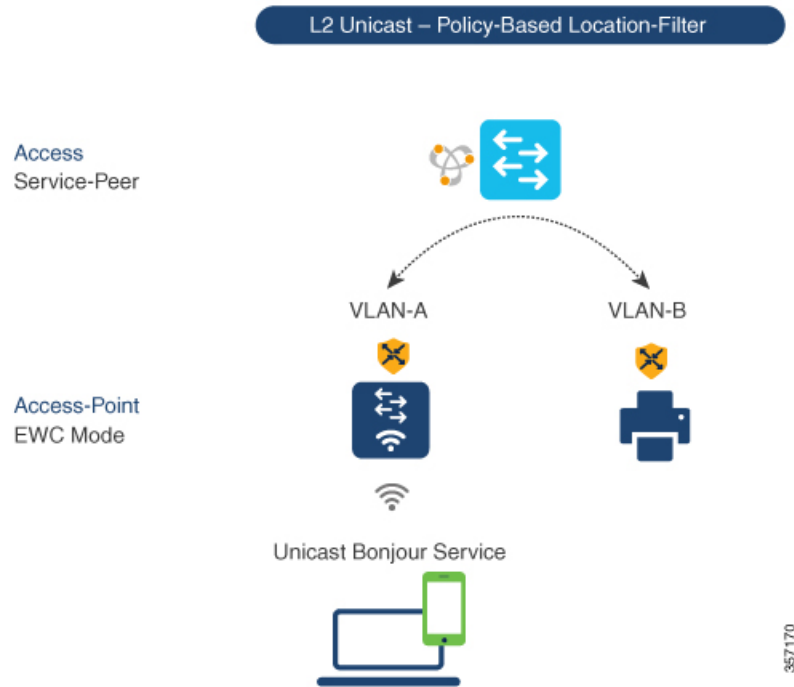 L2 Unicast – Policy-Based Location-Filter
Access
Service-Peer
VLAN-A
VLAN-B
Access-Point
EWC Mode
Unicast Bonjour Service
357170